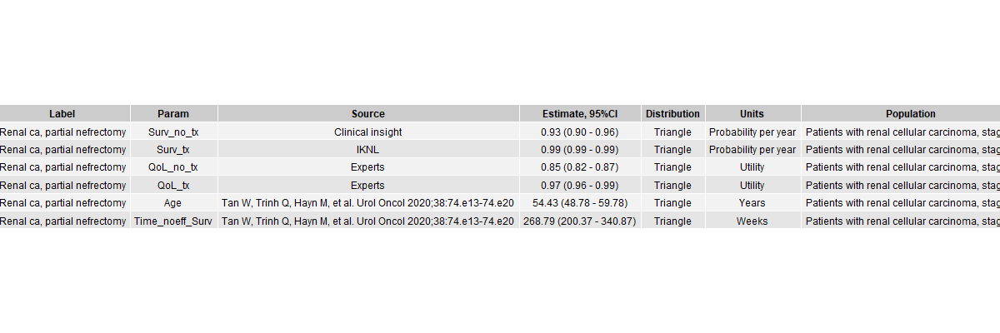 Label Param Source Estimate, 95%CI Distribution Units Population
Renal ca, partial nefrectomy Surv_no_tx Clinical insight 0.93 (0.90 - 0.96) Triangle Probability per year Patients with renal cellular carcinoma, stag
Renal ca, partial nefrectomy Surv_tx IKNL 0.99 (0.99 - 0.99) Triangle Probability per year Patients with renal cellular carcinoma, stag
Renal ca, partial nefrectomy QoL_no_tx Experts 0.85 (0.82 - 0.87) Triangle Utility Patients with renal cellular carcinoma, stag
Renal ca, partial nefrectomy QoL_tx Experts 0.97 (0.96 - 0.99) Triangle Utility Patients with renal cellular carcinoma, stag
Renal ca, partial nefrectomy Age Tan W, Trinh Q, Hayn M, et al. Urol Oncol 2020;38:74.e13-74.e20 54.43 (48.78 - 59.78) Triangle Years Patients with renal cellular carcinoma, stag
Renal ca, partial nefrectomy Time_noeff_Surv Tan W, Trinh Q, Hayn M, et al. Urol Oncol 2020;38:74.e13-74.e20 268.79 (200.37 - 340.87) Triangle Weeks Patients with renal cellular carcinoma, stag